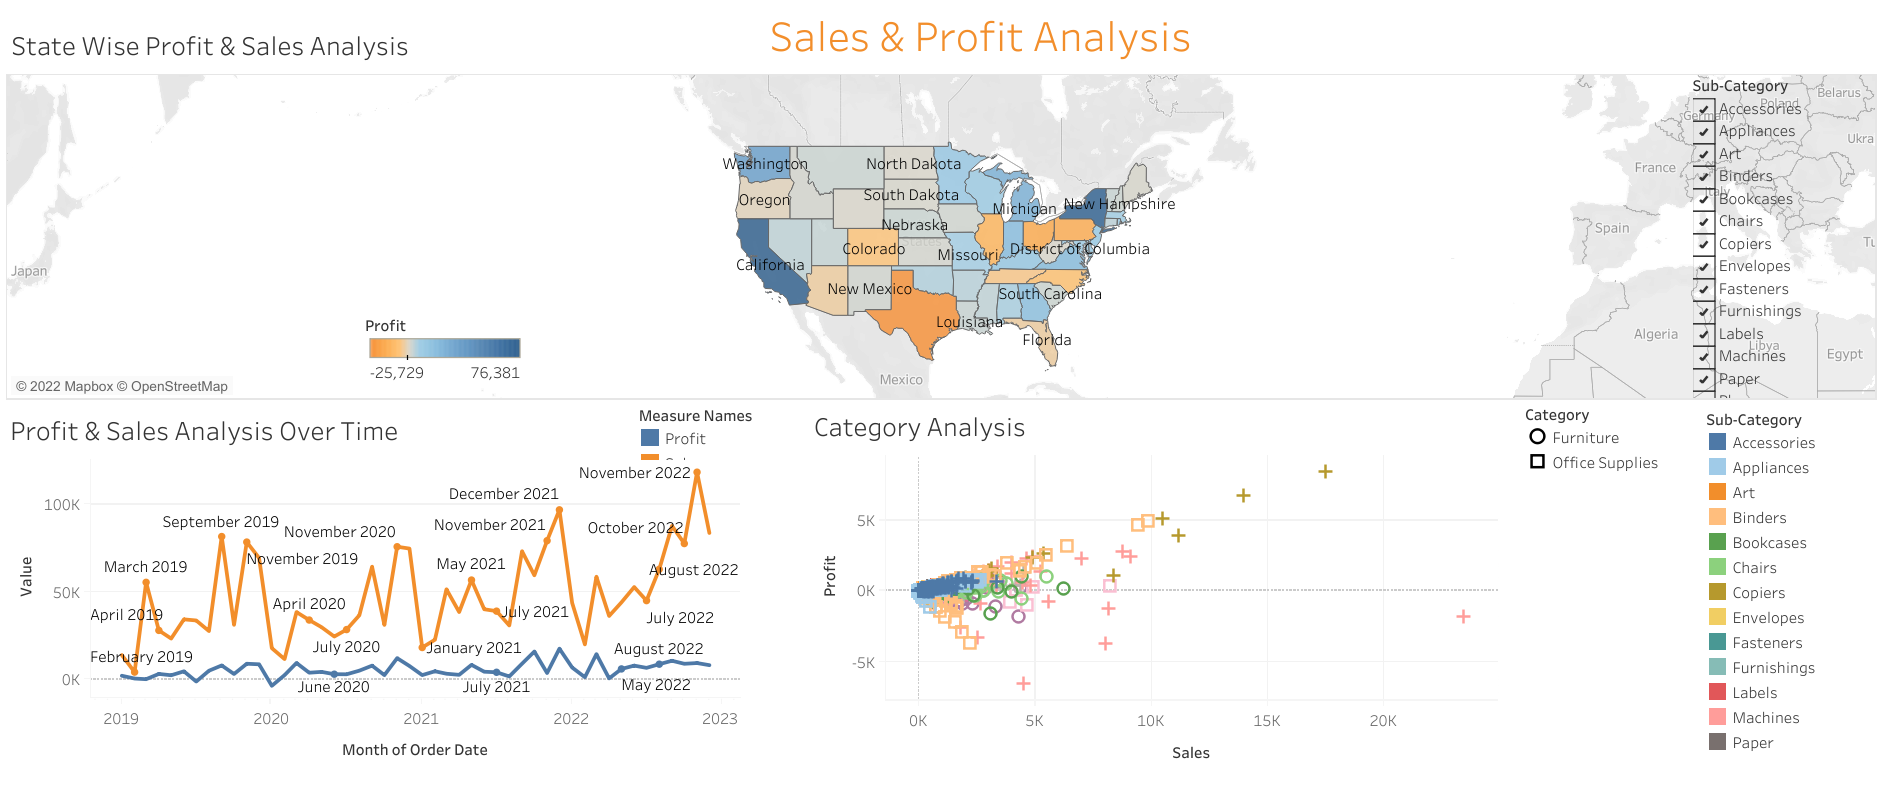 Sales & Profit Analysis
State Wise Profit & Sales Analysis
Washington
North Dakota
Oregon
South Dakota
Michigan
New Hampshire
Nebraska
States
Colorado
Missouri
District of Columbia
California
New Mexico
South Carolina
Louisiana
Florida
Mexico
Japan
Profit
-25,729
76,381
© 2022 Mapbox © OpenStreetMap
Belarus
Poland
Germany
Ukra
France
Italy
Spain
Tu
Algeria
Libya
Egypt
Sub-Category
Accessories
Appliances
Art
Binders
Bookcases
Chairs
Copiers
Envelopes
Fasteners
Furnishings
Labels
Machines
Paper
Profit & Sales Analysis Over Time
Measure Names
Profit
November 2022
December 2021
100K
September 2019
November 2020
November 2021
October 2022
November 2019
March 2019
May 2021
August 2022
50K
April 2019
April 2020
July 2021
July 2022
February 2019
July 2020
January 2021
August 2022
0K
June 2020
July 2021
May 2022
2019
2020
2021
2022
2023
Value
Month of Order Date
Category Analysis
5K
0K
-5K
Profit
0K
5K
10K
15K
20K
Sales
Category
Furniture
Office Supplies
Sub-Category
Accessories
Appliances
Art
Binders
Bookcases
Chairs
Copiers
Envelopes
Fasteners
Furnishings
Labels
Machines
Paper